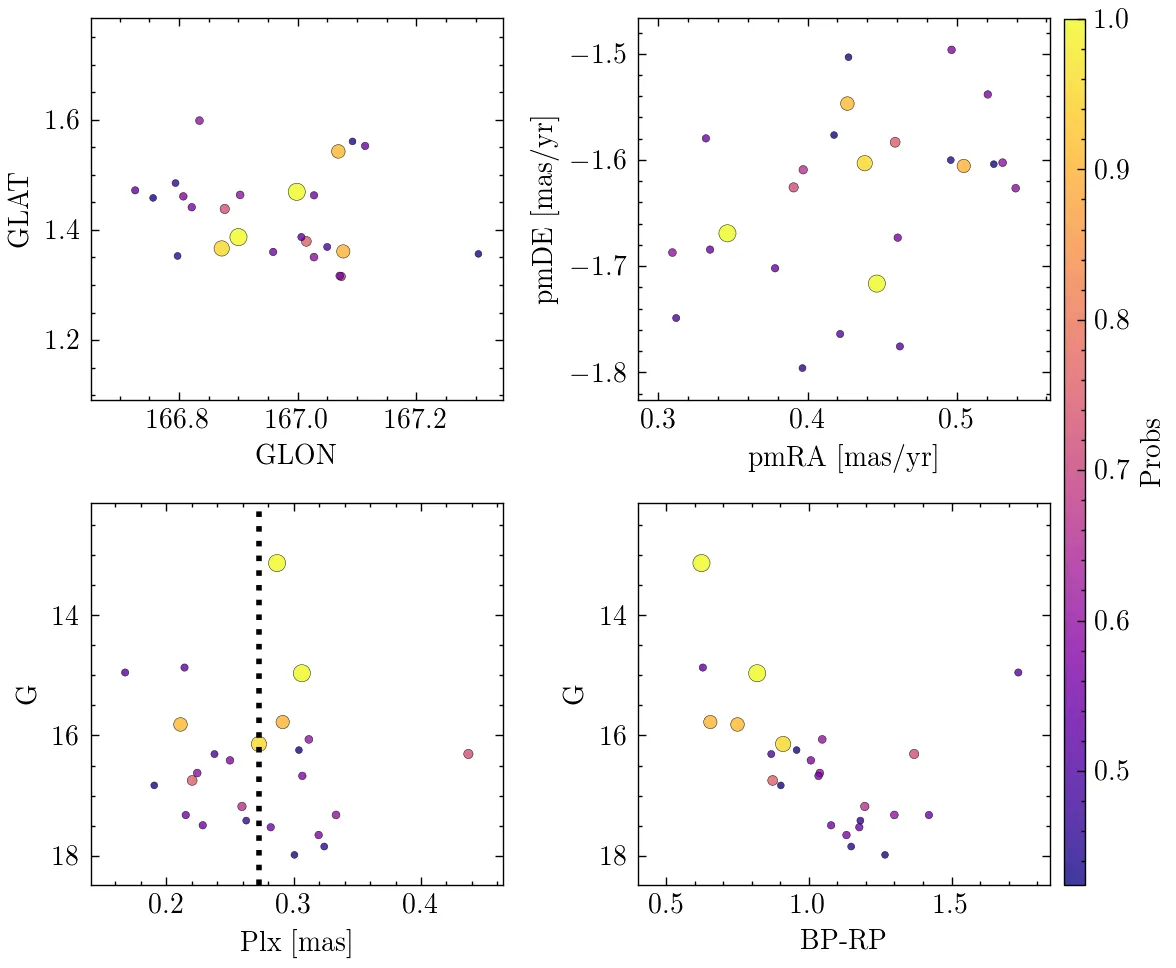 1.6
1.4
1.2
GLAT
166.8 167.0 167.2
GLON
−1.5
−1.6
−1.7
−1.8
pmDE [mas/yr]
0.3 0.4 0.5
pmRA [mas/yr]
1.0
0.9
0.8
0.7
0.6
0.5
Probs
14
16
18
G
0.2 0.3 0.4
Plx [mas]
14
16
18
G
0.5 1.0 1.5
BP-RP